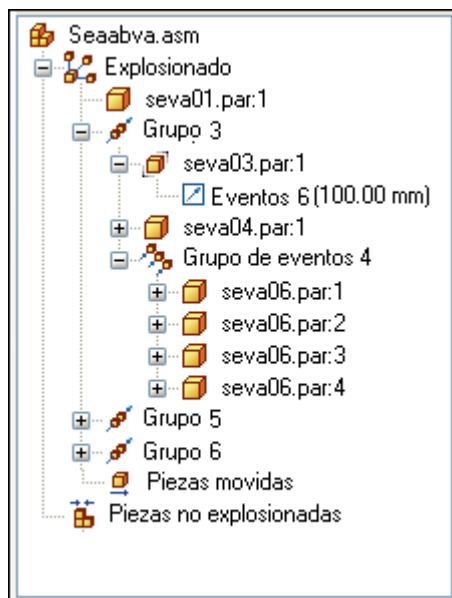 Seaabva.asm
Explosionado
seva01.par:1
Grupo 3
seva03.par:1
Eventos 6 (100.00 mm)
seva04.par:1
Grupo de eventos 4
seva06.par:1
seva06.par:2
seva06.par:3
seva06.par:4
Grupo 5
Grupo 6
Piezas movidas
Piezas no explosionadas